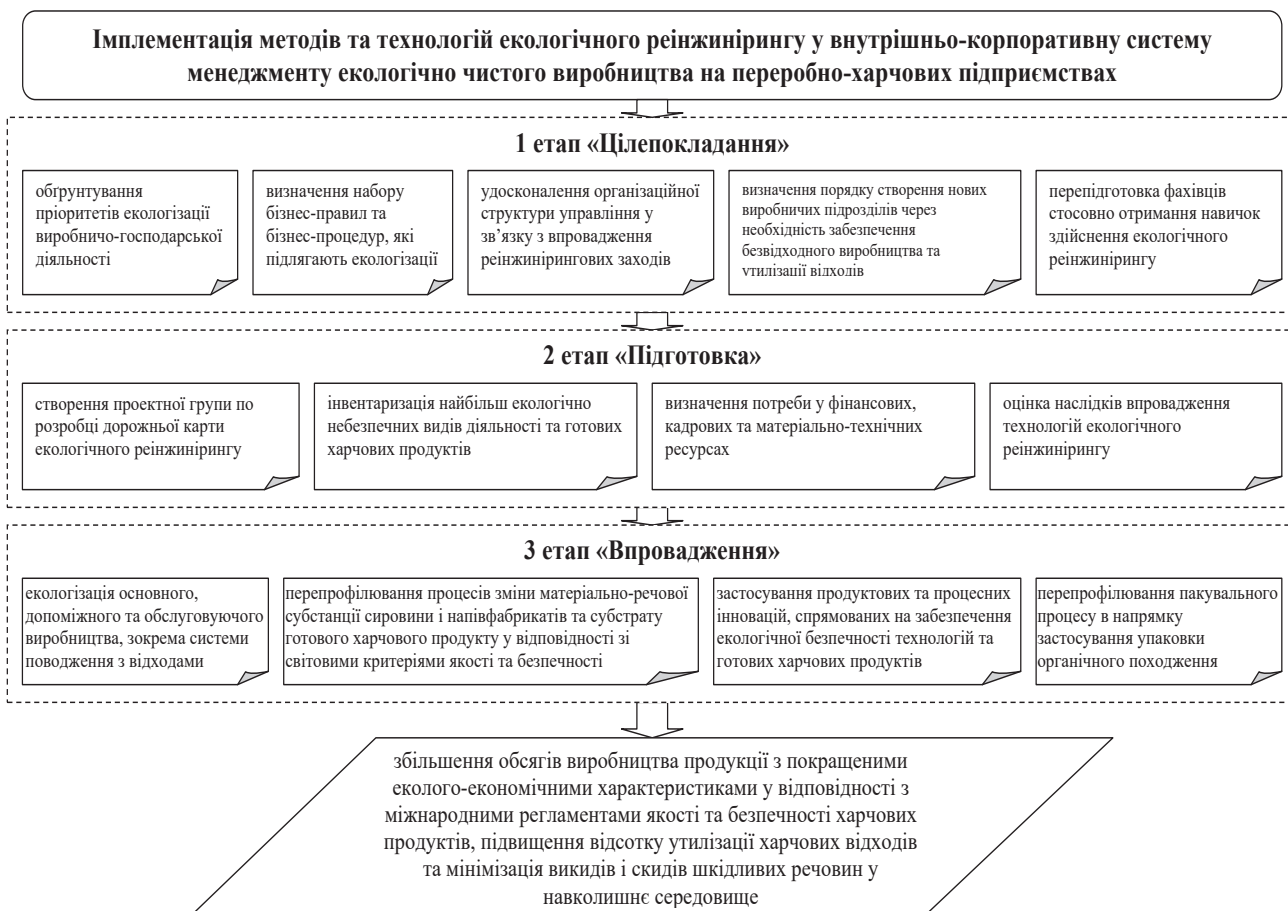 Імплементація методів та технологій екологічного реінжинірингу у внутрішньо-корпоративну систему
менеджменту екологічно чистого виробництва на переробно-харчових підприємствах
1 етап «Цілепокладання»
обґрунтування
пріоритетів екологізації
виробничо-господарської
діяльності
визначення набору
бізнес-правил та
бізнес-процедур, які
підлягають екологізації
удосконалення організаційної
структури управління у
зв’язку з впровадження
реінжинірингових заходів
визначення порядку створення нових
виробничих підрозділів через
необхідність забезпечення
безвідходного виробництва та
утилізації відходів
перепідготовка фахівців
стосовно отримання навичок
здійснення екологічного
реінжинірингу
2 етап «Підготовка»
створення проектної групи по
розробці дорожньої карти
екологічного реінжинірингу
інвентаризація найбільш екологічно
небезпечних видів діяльності та готових
харчових продуктів
визначення потреби у фінансових,
кадрових та матеріально-технічних
ресурсах
оцінка наслідків впровадження
технологій екологічного
реінжинірингу
3 етап «Впровадження»
екологізація основного,
допоміжного та обслуговуючого
виробництва, зокрема системи
поводження з відходами
перепрофілювання процесів зміни матеріально-речової
субстанції сировини і напівфабрикатів та субстрату
готового харчового продукту у відповідності зі
світовими критеріями якості та безпечності
застосування продуктових та процесних
інновацій, спрямованих на забезпечення
екологічної безпечності технологій та
готових харчових продуктів
перепрофілювання пакувального
процесу в напрямку
застосування упаковки
органічного походження
збільшення обсягів виробництва продукції з покращеними
еколого-економічними характеристиками у відповідності з
міжнародними регламентами якості та безпечності харчових
продуктів, підвищення відсотку утилізації харчових відходів
та мінімізація викидів і скидів шкідливих речовин у
навколишнє середовище